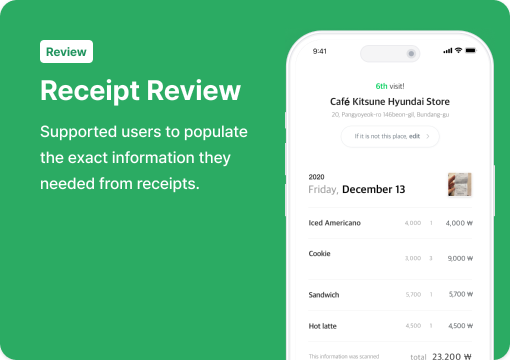 Review
Receipt Review
Supported users to populate
the exact information they
needed from receipts.
9:41
6th visit!
Café Kitsune Hyundai Store
20, Pangyoyeok-ro 146beon-gil, Bundang-gu
If it is not this place, edit >
2020
Friday, December 13
Iced Americano 4,000 1 4,000 ₩
Cookie 3,000 3 9,000 ₩
Sandwich 5,700 1 5,700 ₩
Hot latte 4,500 1 4,500 ₩
This information was scanned total 23,200 ₩